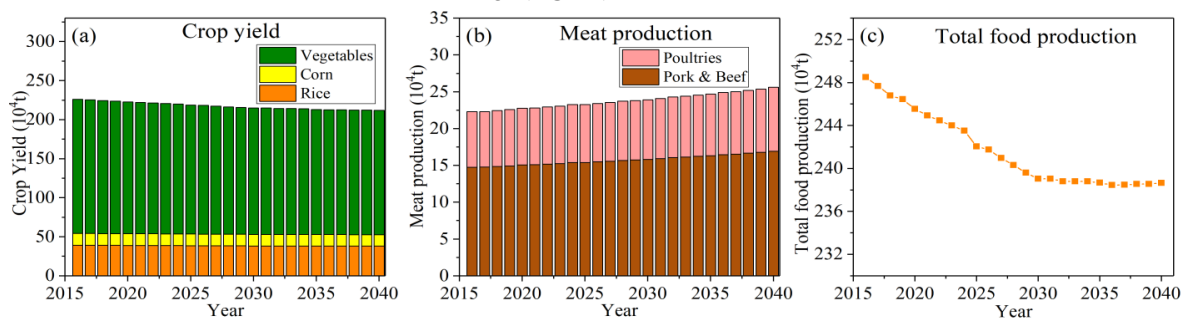 (a) Crop yield
Vegetables
Corn
Rice
Crop Yield (10⁴t)
300
250
200
150
100
50
0
2015 2020 2025 2030 2035 2040
Year
(b) Meat production
Poultries
Pork & Beef
Meat production (10⁴t)
35
30
25
20
15
10
5
0
2015 2020 2025 2030 2035 2040
Year
(c) Total food production
Total food production (10⁴t)
252
248
244
240
236
232
2015 2020 2025 2030 2035 2040
Year